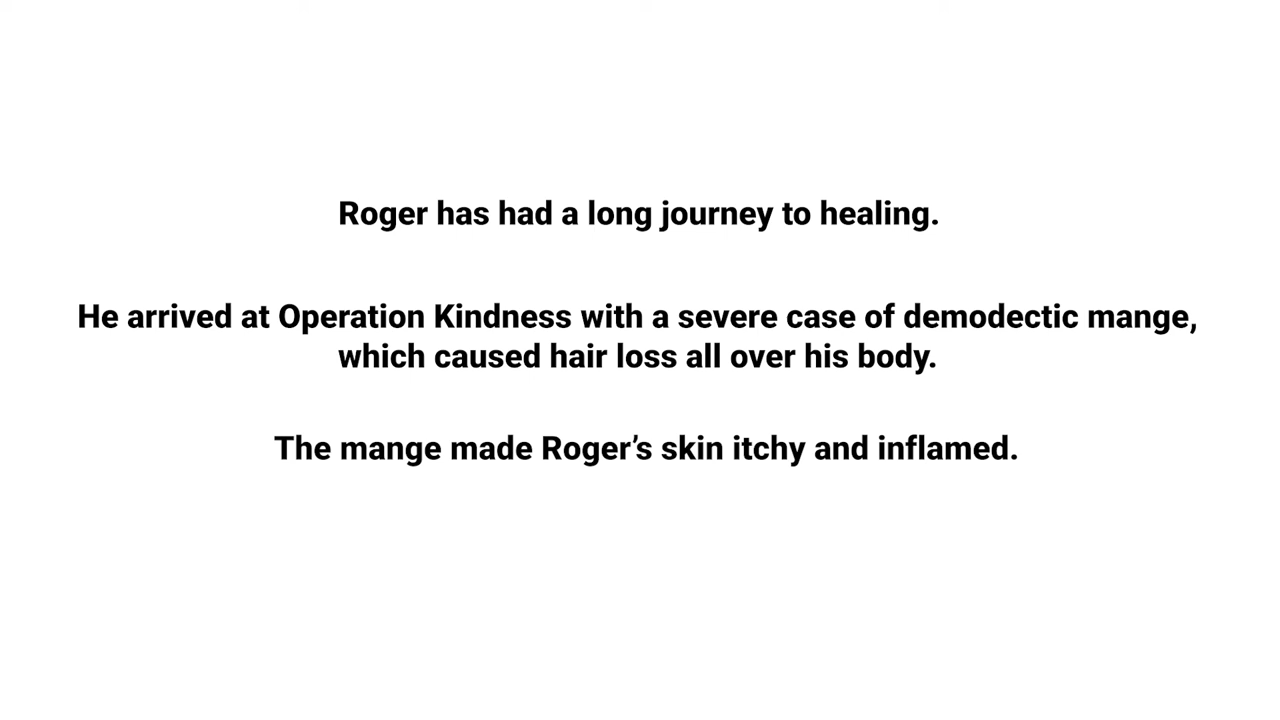 Roger has had a long journey to healing.
He arrived at Operation Kindness with a severe case of demodectic mange,
which caused hair loss all over his body.
The mange made Roger’s skin itchy and inflamed.